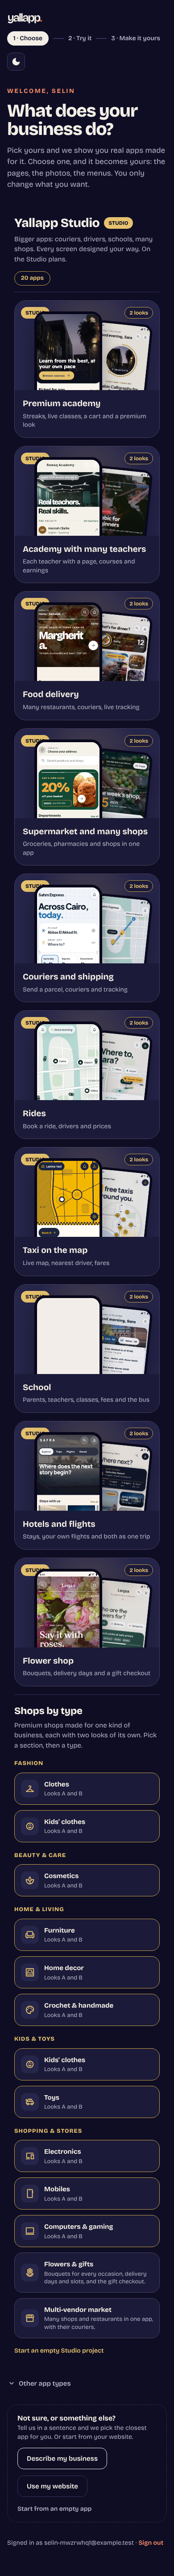 yallapp.
1 · Choose
2 · Try it
3 · Make it yours
WELCOME, SELIN
What does your
business do?
Pick yours and we show you real apps made
for it. Choose one, and it becomes yours: the
pages, the photos, the menus. You only
change what you want.
Yallapp Studio STUDIO
Bigger apps: couriers, drivers, schools, many
shops. Every screen designed your way. On
the Studio plans.
20 apps
2 looks
Learn from the best, at
your own pace
Premium academy
Streaks, live classes, a cart and a premium
look
2 looks
Real teachers.
Real skills.
Academy with many teachers
Each teacher with a page, courses and
earnings
2 looks
Margherit
a.
Food delivery
Many restaurants, couriers, live tracking
2 looks
20%
Supermarket and many shops
Groceries, pharmacies and shops in one
app
2 looks
Across Cairo,
today.
Couriers and shipping
Send a parcel, couriers and tracking
2 looks
Where to,
Rides
Book a ride, drivers and prices
2 looks
Taxi on the map
Live map, nearest driver, fares
2 looks
School
Parents, teachers, classes, fees and the bus
2 looks
Where does the next
story begin?
Hotels and flights
Stays, your own flights and both as one trip
2 looks
Say it with
roses.
Flower shop
Bouquets, delivery days and a gift checkout
Shops by type
Premium shops made for one kind of
business, each with two looks of its own. Pick
a section, then a type.
FASHION
Clothes
Looks A and B
Kids' clothes
Looks A and B
BEAUTY & CARE
Cosmetics
Looks A and B
HOME & LIVING
Furniture
Looks A and B
Home decor
Looks A and B
Crochet & handmade
Looks A and B
KIDS & TOYS
Kids' clothes
Looks A and B
Toys
Looks A and B
SHOPPING & STORES
Electronics
Looks A and B
Mobiles
Looks A and B
Computers & gaming
Looks A and B
Flowers & gifts
Bouquets for every occasion, delivery
days and slots, and the gift checkout.
Multi-vendor market
Many shops and restaurants in one app,
with their couriers.
Start an empty Studio project
Other app types
Not sure, or something else?
Tell us in a sentence and we pick the closest
app for you. Or start from your website.
Describe my business
Use my website
Start from an empty app
Signed in as selin-mwzrwhql@example.test · Sign out